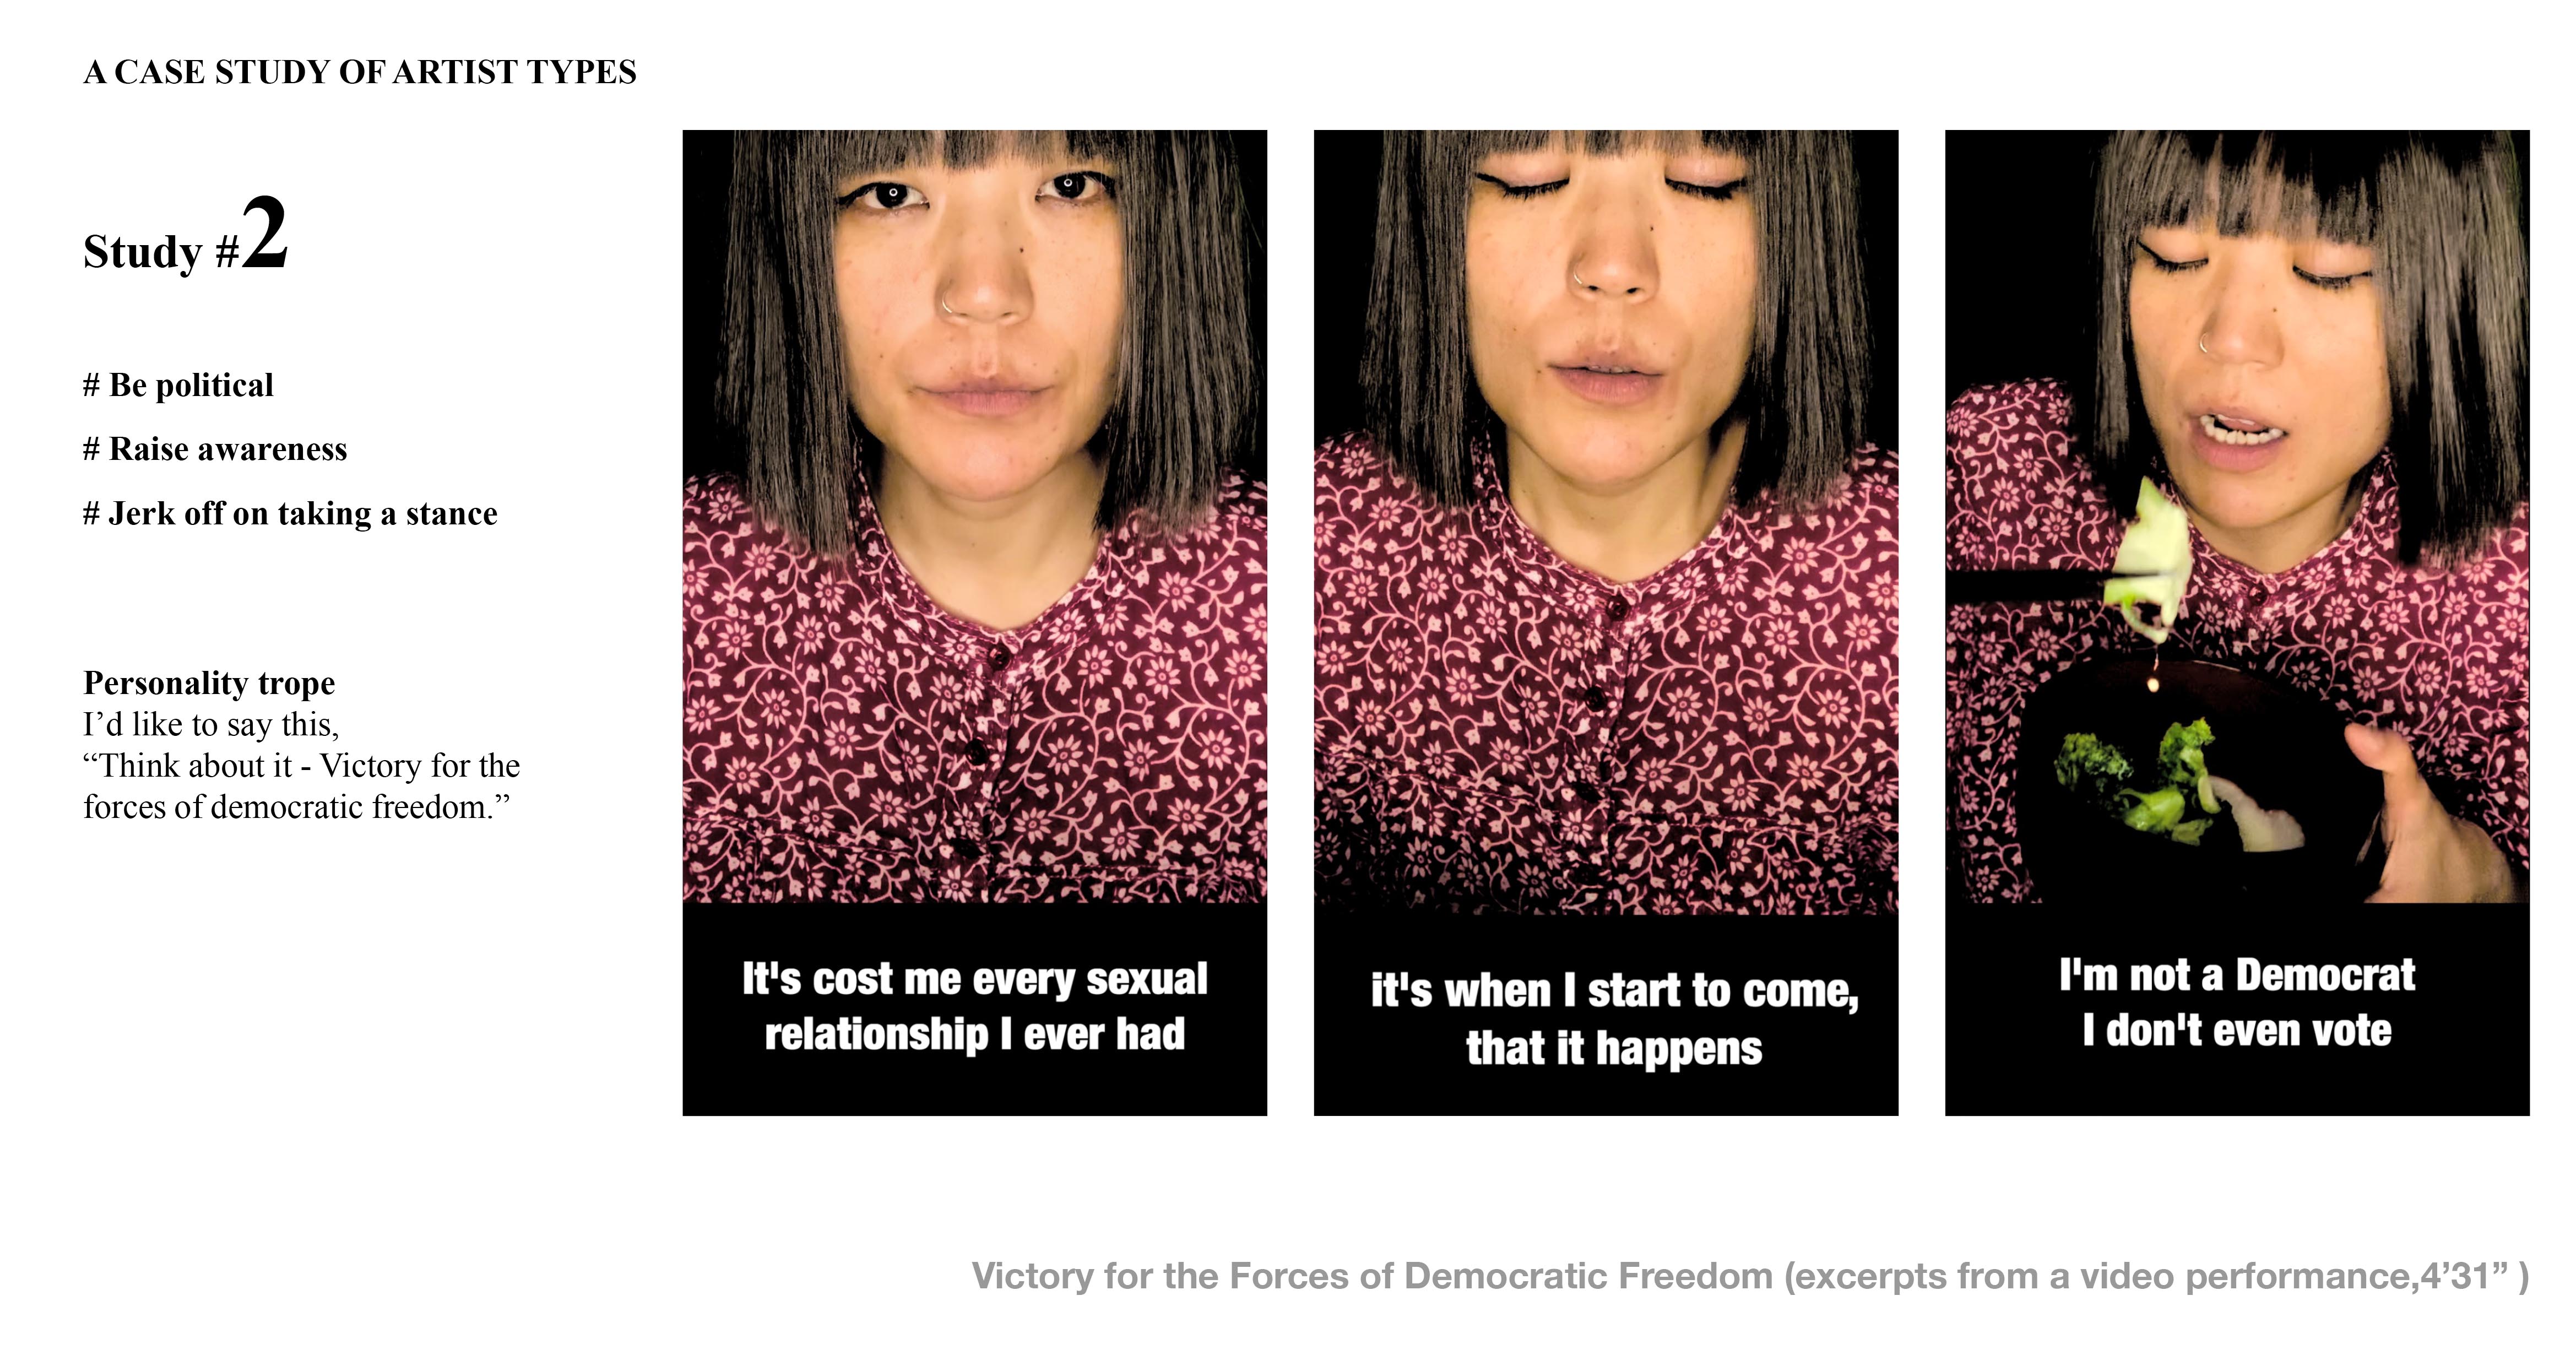 A CASE STUDY OF ARTIST TYPES
Study #2
# Be political
# Raise awareness
# Jerk off on taking a stance
Personality trope
I’d like to say this,
“Think about it - Victory for the
forces of democratic freedom.”
It's cost me every sexual
relationship I ever had
it's when I start to come,
that it happens
I'm not a Democrat
I don't even vote
Victory for the Forces of Democratic Freedom (excerpts from a video performance,4’31” )